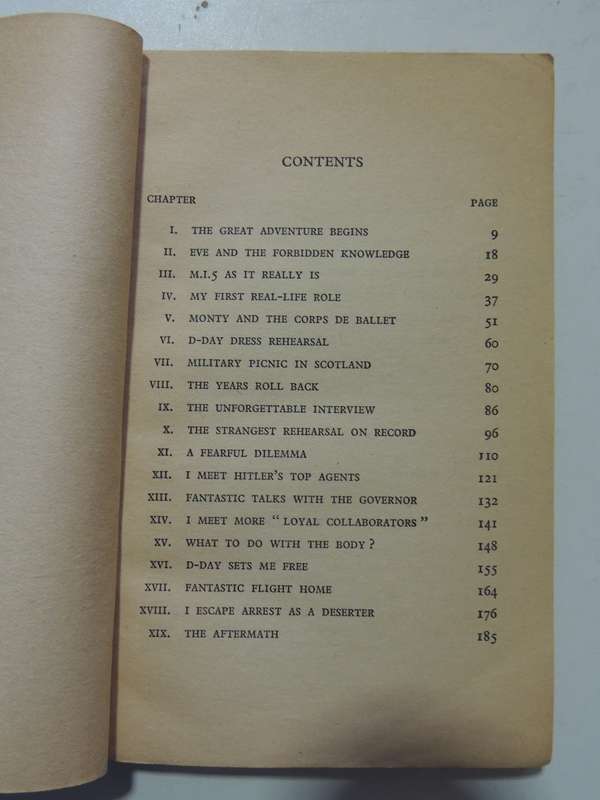 CONTENTS
CHAPTER PAGE
I. THE GREAT ADVENTURE BEGINS 9
II. EVE AND THE FORBIDDEN KNOWLEDGE 18
III. M.I.5 AS IT REALLY IS 29
IV. MY FIRST REAL-LIFE ROLE 37
V. MONTY AND THE CORPS DE BALLET 51
VI. D-DAY DRESS REHEARSAL 60
VII. MILITARY PICNIC IN SCOTLAND 70
VIII. THE YEARS ROLL BACK 80
IX. THE UNFORGETTABLE INTERVIEW 86
X. THE STRANGEST REHEARSAL ON RECORD 96
XI. A FEARFUL DILEMMA 110
XII. I MEET HITLER'S TOP AGENTS 121
XIII. FANTASTIC TALKS WITH THE GOVERNOR 132
XIV. I MEET MORE "LOYAL COLLABORATORS" 141
XV. WHAT TO DO WITH THE BODY? 148
XVI. D-DAY SETS ME FREE 155
XVII. FANTASTIC FLIGHT HOME 164
XVIII. I ESCAPE ARREST AS A DESERTER 176
XIX. THE AFTERMATH 185